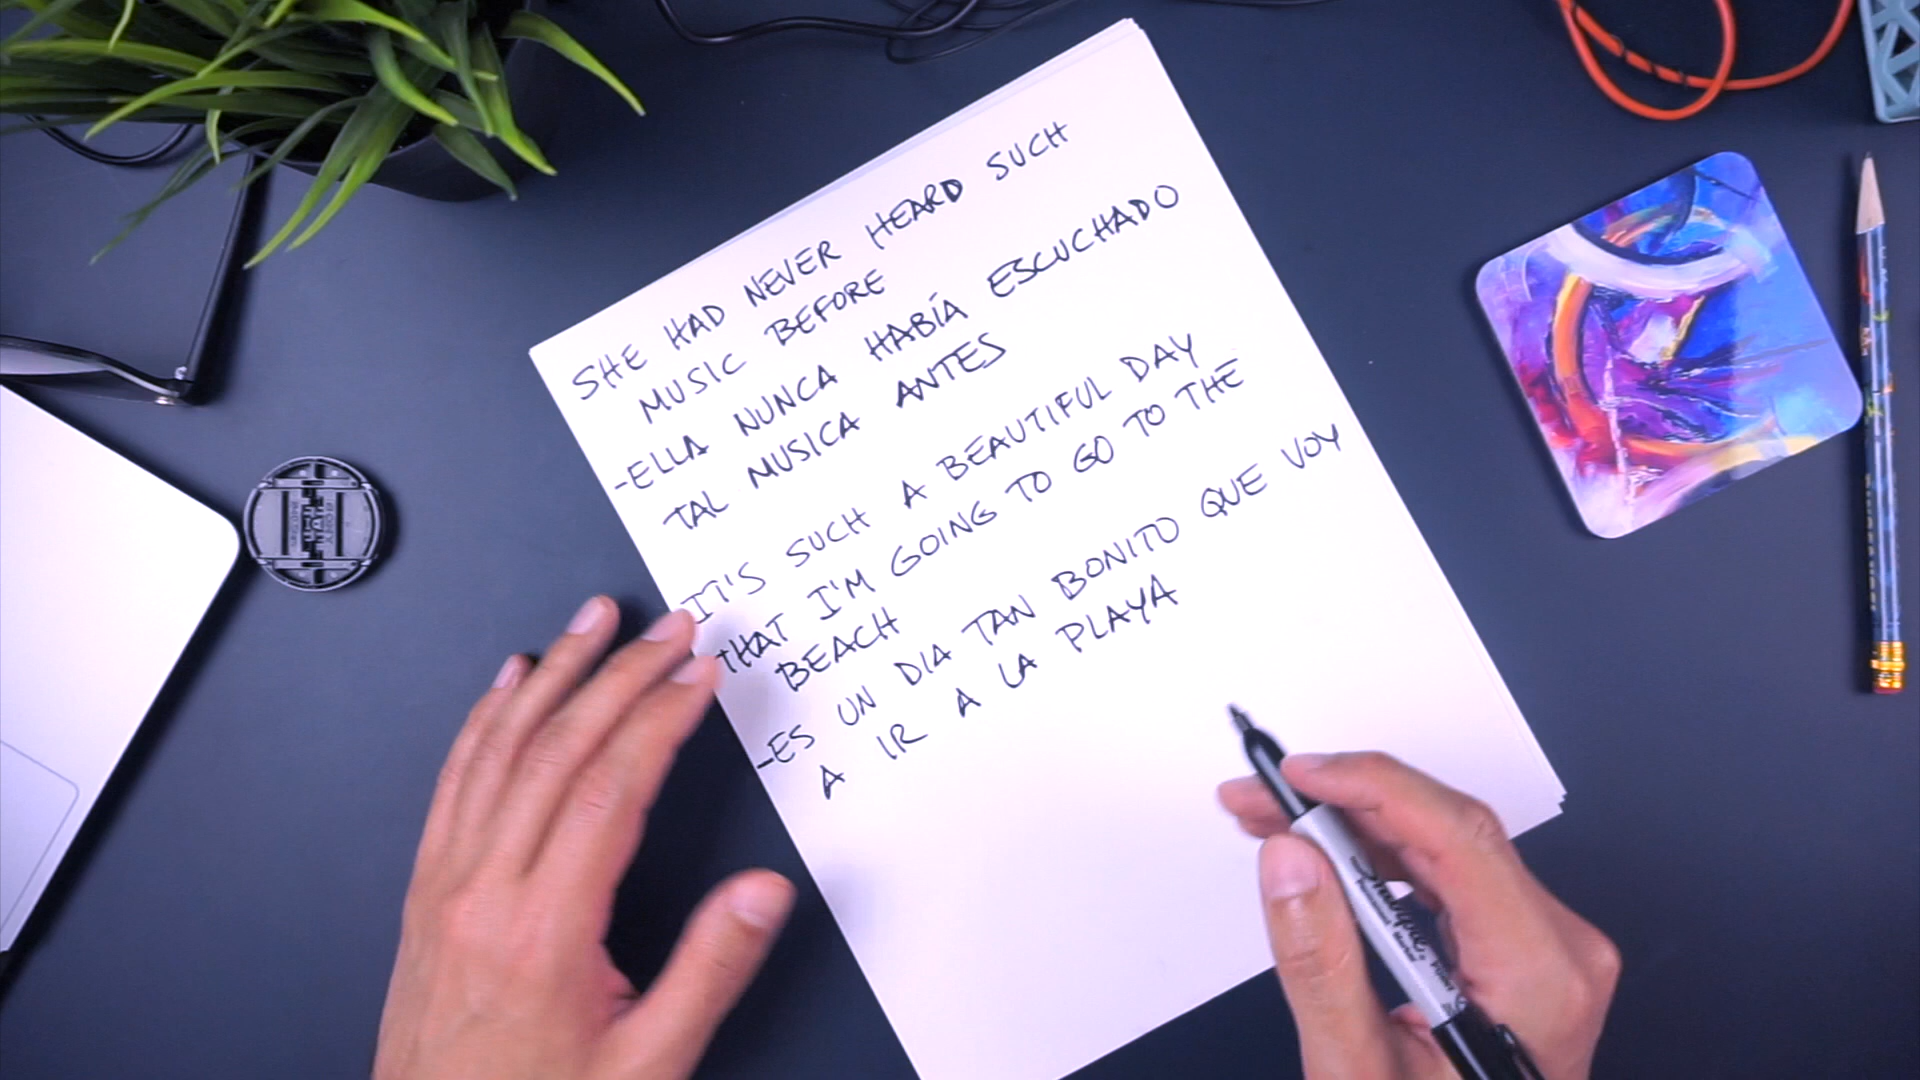 SHE HAD NEVER HEARD SUCH
MUSIC BEFORE
-ELLA NUNCA HABÍA ESCUCHADO
TAL MUSICA ANTES
IT'S SUCH A BEAUTIFUL DAY
THAT I'M GOING TO GO TO THE
BEACH
-ES UN DIA TAN BONITO QUE VOY
A IR A LA PLAYA
Sharpie